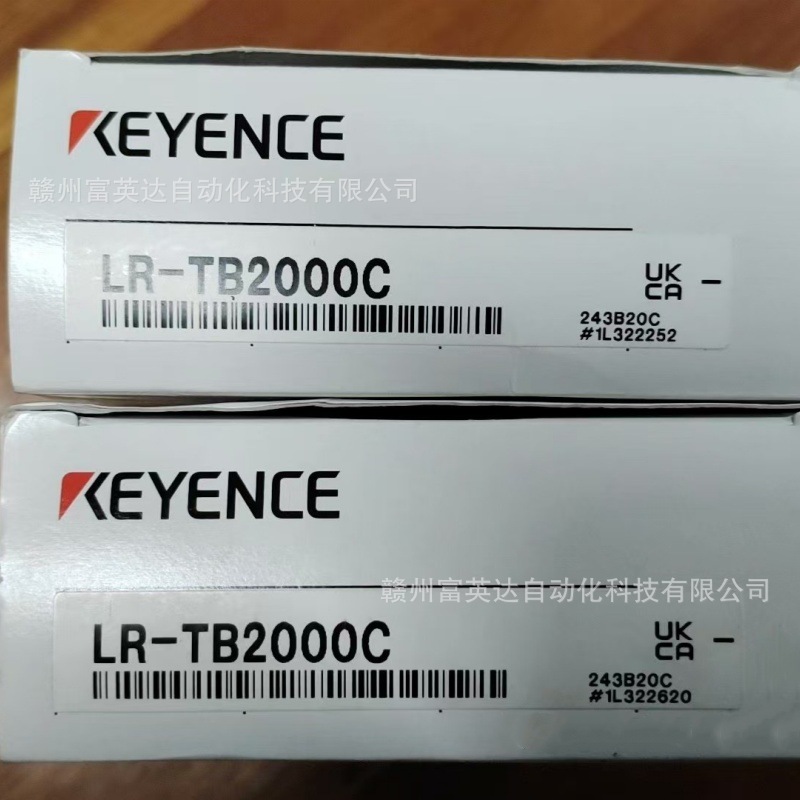 KEYENCE
赣州富英达自动化科技有限公司
LR-TB2000C
UK
CA -
243B20C
#1L322252
KEYENCE
赣州富英达自动化科技有限公司
LR-TB2000C
UK
CA -
243B20C
#1L322620